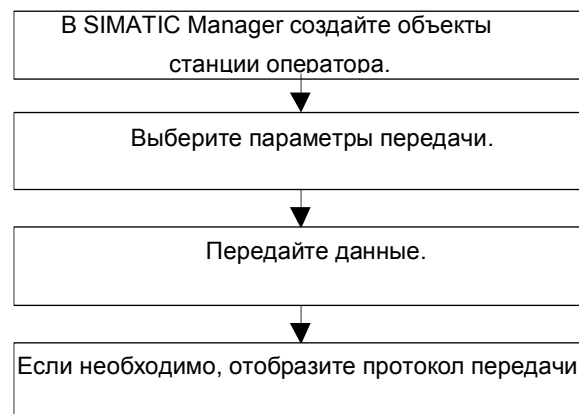 В SIMATIC Manager создайте объекты
станции оператора.
Выберите параметры передачи.
Передайте данные.
Если необходимо, отобразите протокол передачи